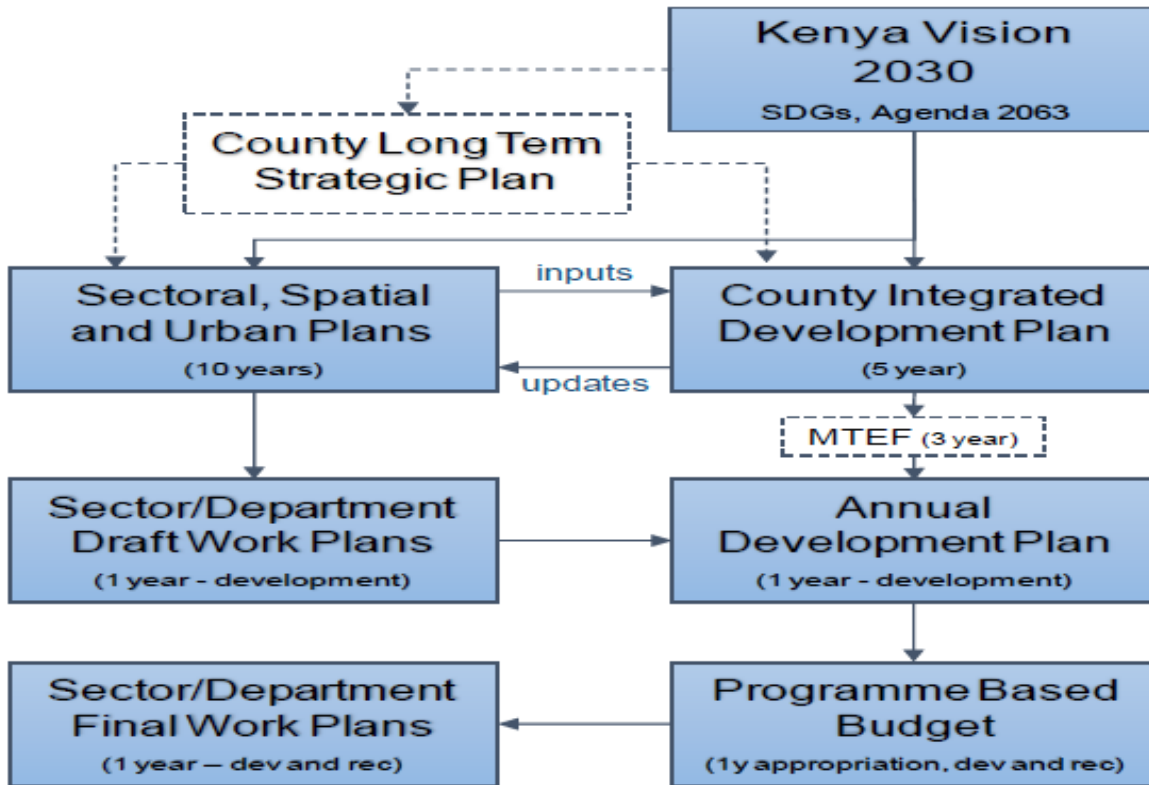 Kenya Vision
2030
SDGs, Agenda 2063
County Long Term
Strategic Plan
Sectoral, Spatial
and Urban Plans
(10 years)
inputs
updates
County Integrated
Development Plan
(5 year)
MTEF (3 year)
Sector/Department
Draft Work Plans
(1 year - development)
Annual
Development Plan
(1 year - development)
Sector/Department
Final Work Plans
(1 year – dev and rec)
Programme Based
Budget
(1y appropriation, dev and rec)